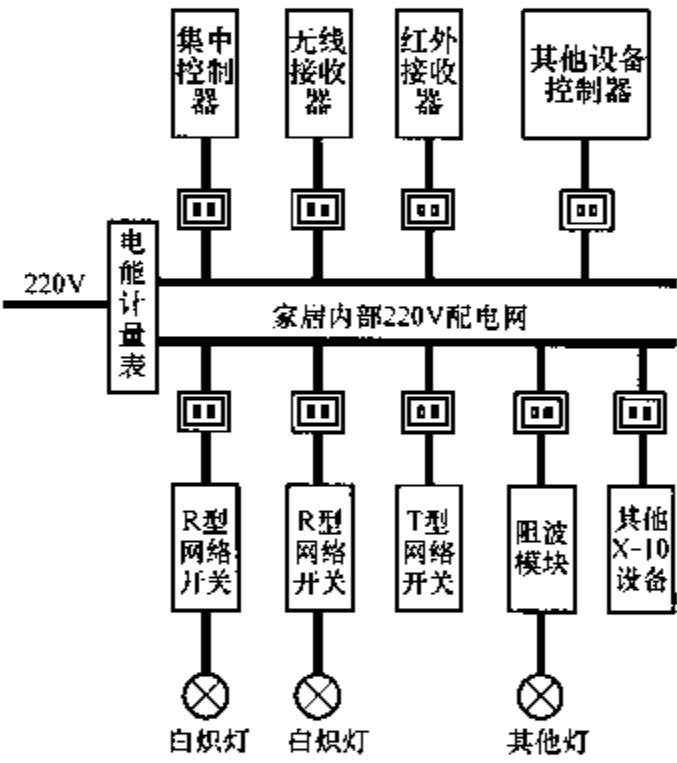 集中
控制
器
无线
接收
器
红外
接收
器
其他设备
控制器
220V
电
能
计
量
表
家居内部220V配电网
R型
网络
开关
R型
网络
开关
T型
网络
开关
阻波
模块
其他
X-10
设备
白炽灯
白炽灯
其他灯